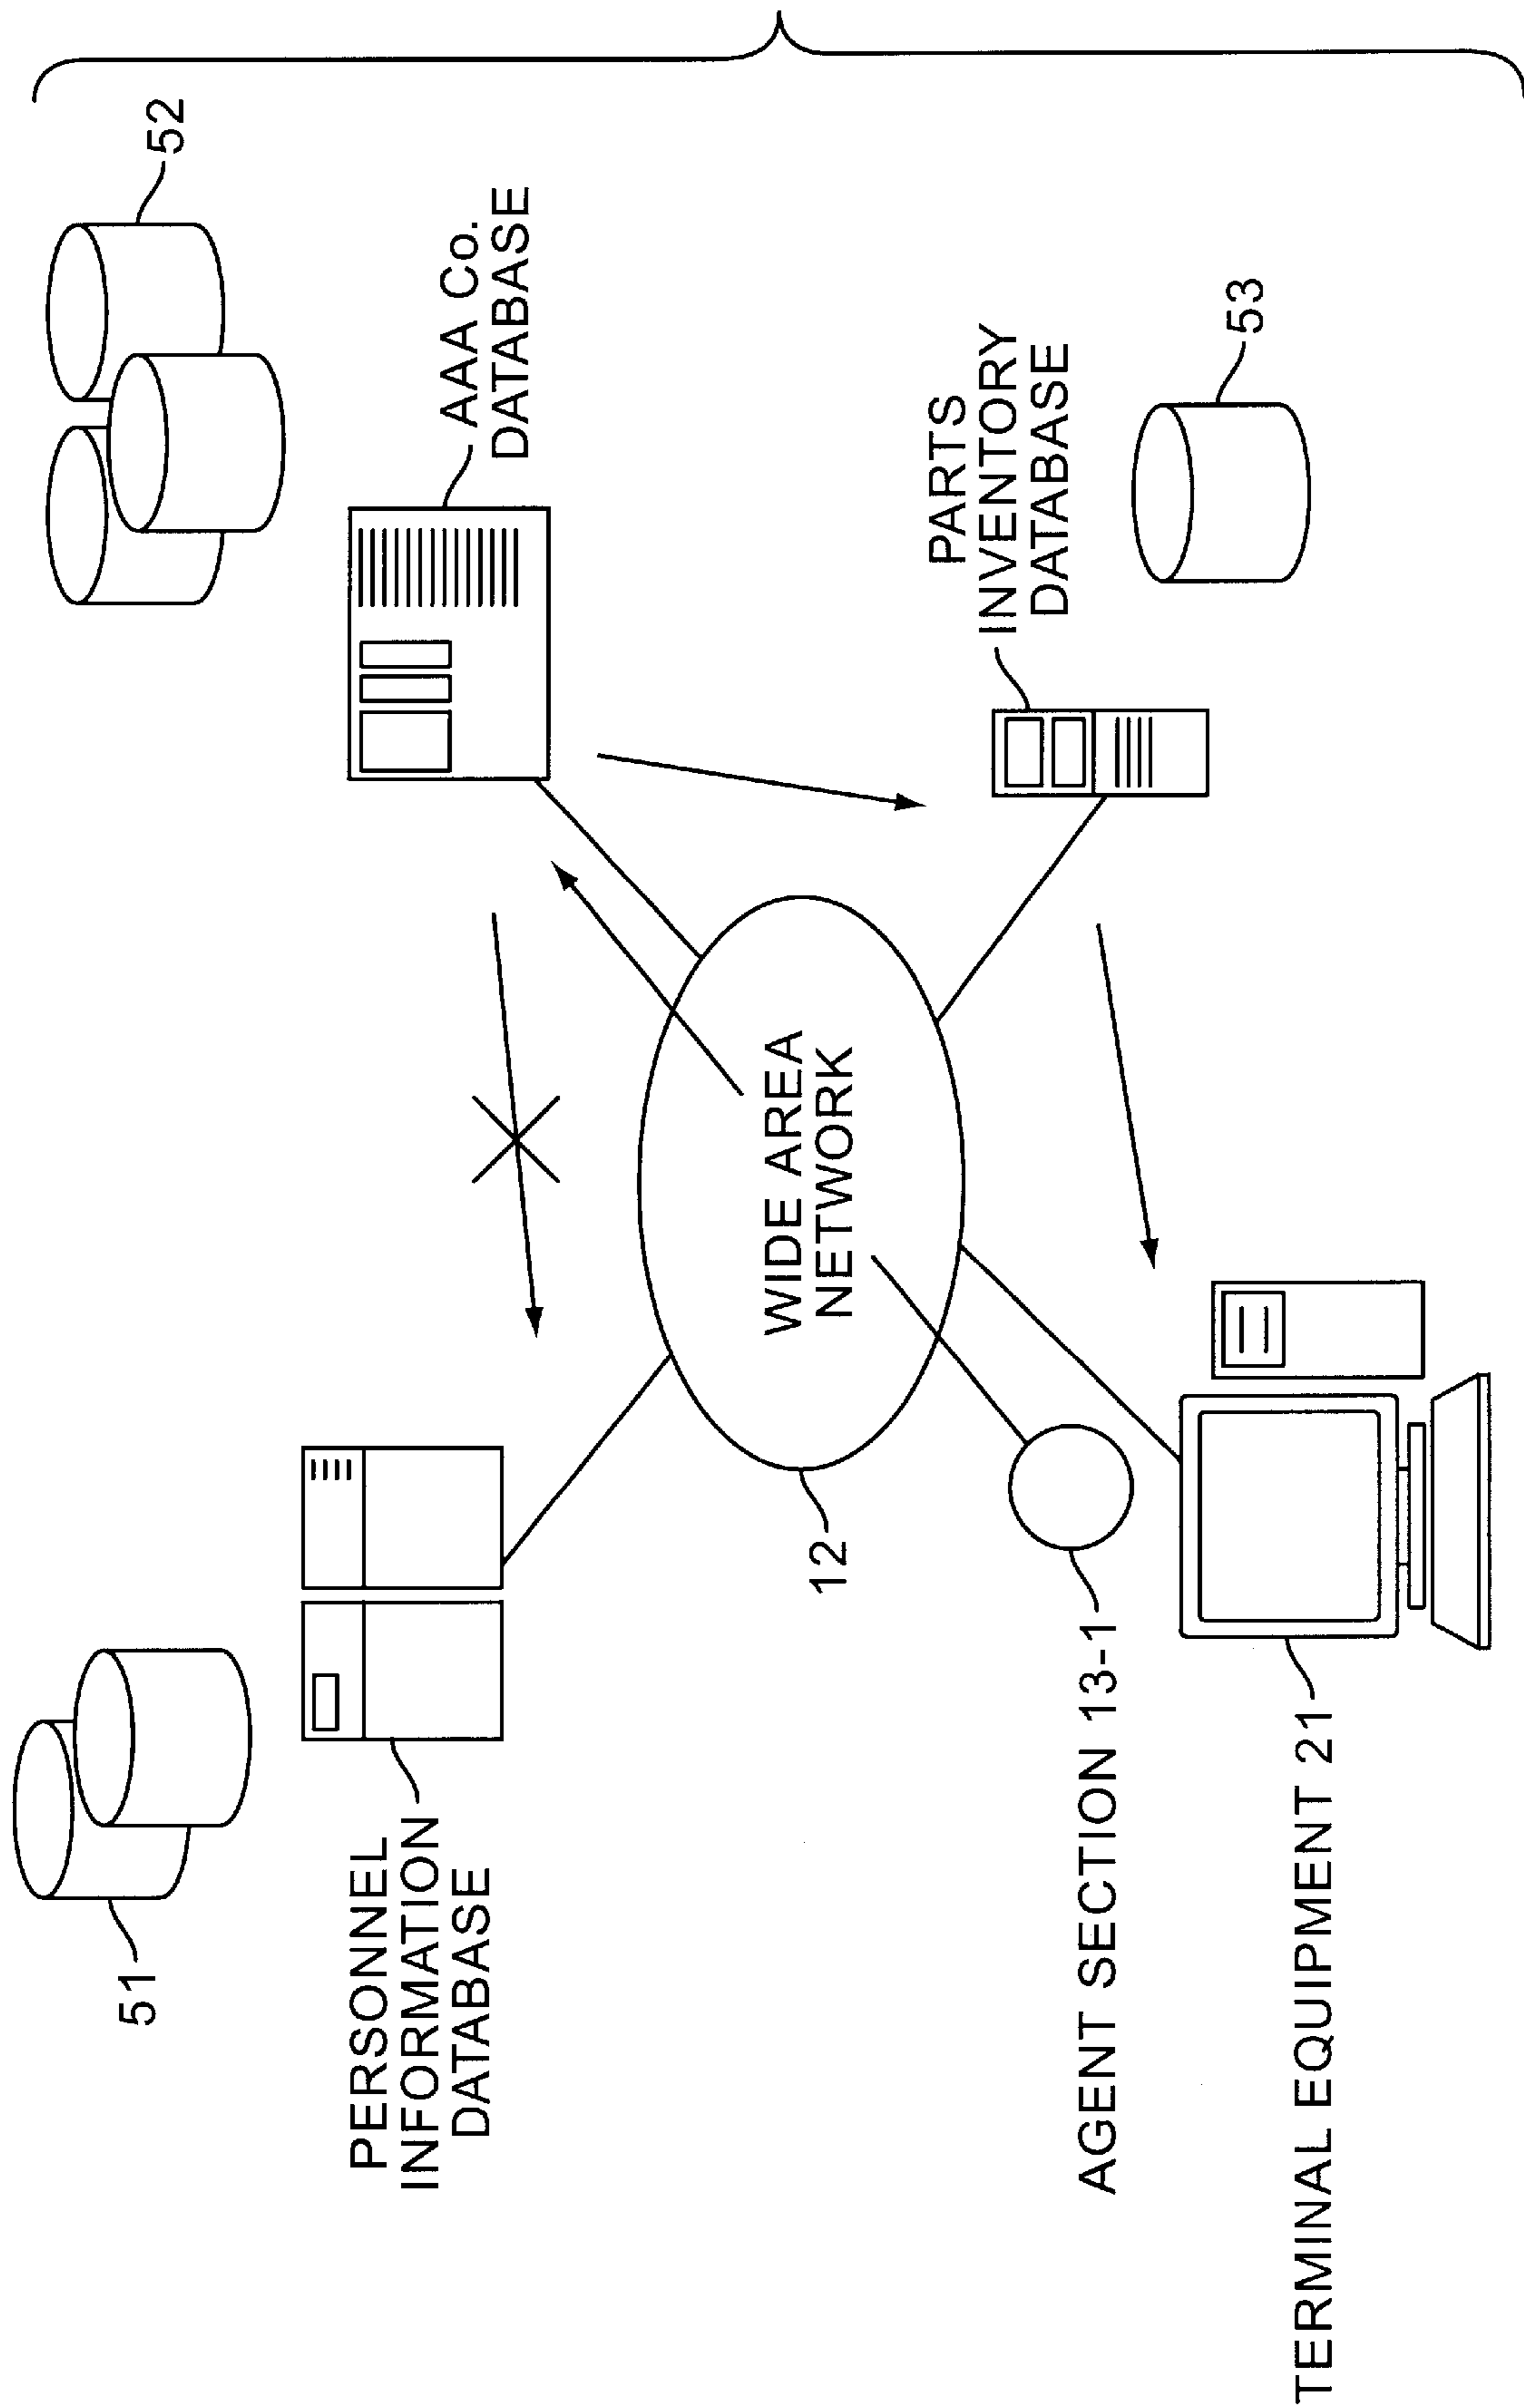 51
52
PERSONNEL
INFORMATION
DATABASE
AAA Co.
DATABASE
WIDE AREA
NETWORK
12
PARTS
INVENTORY
DATABASE
53
AGENT SECTION 13-1
TERMINAL EQUIPMENT 21